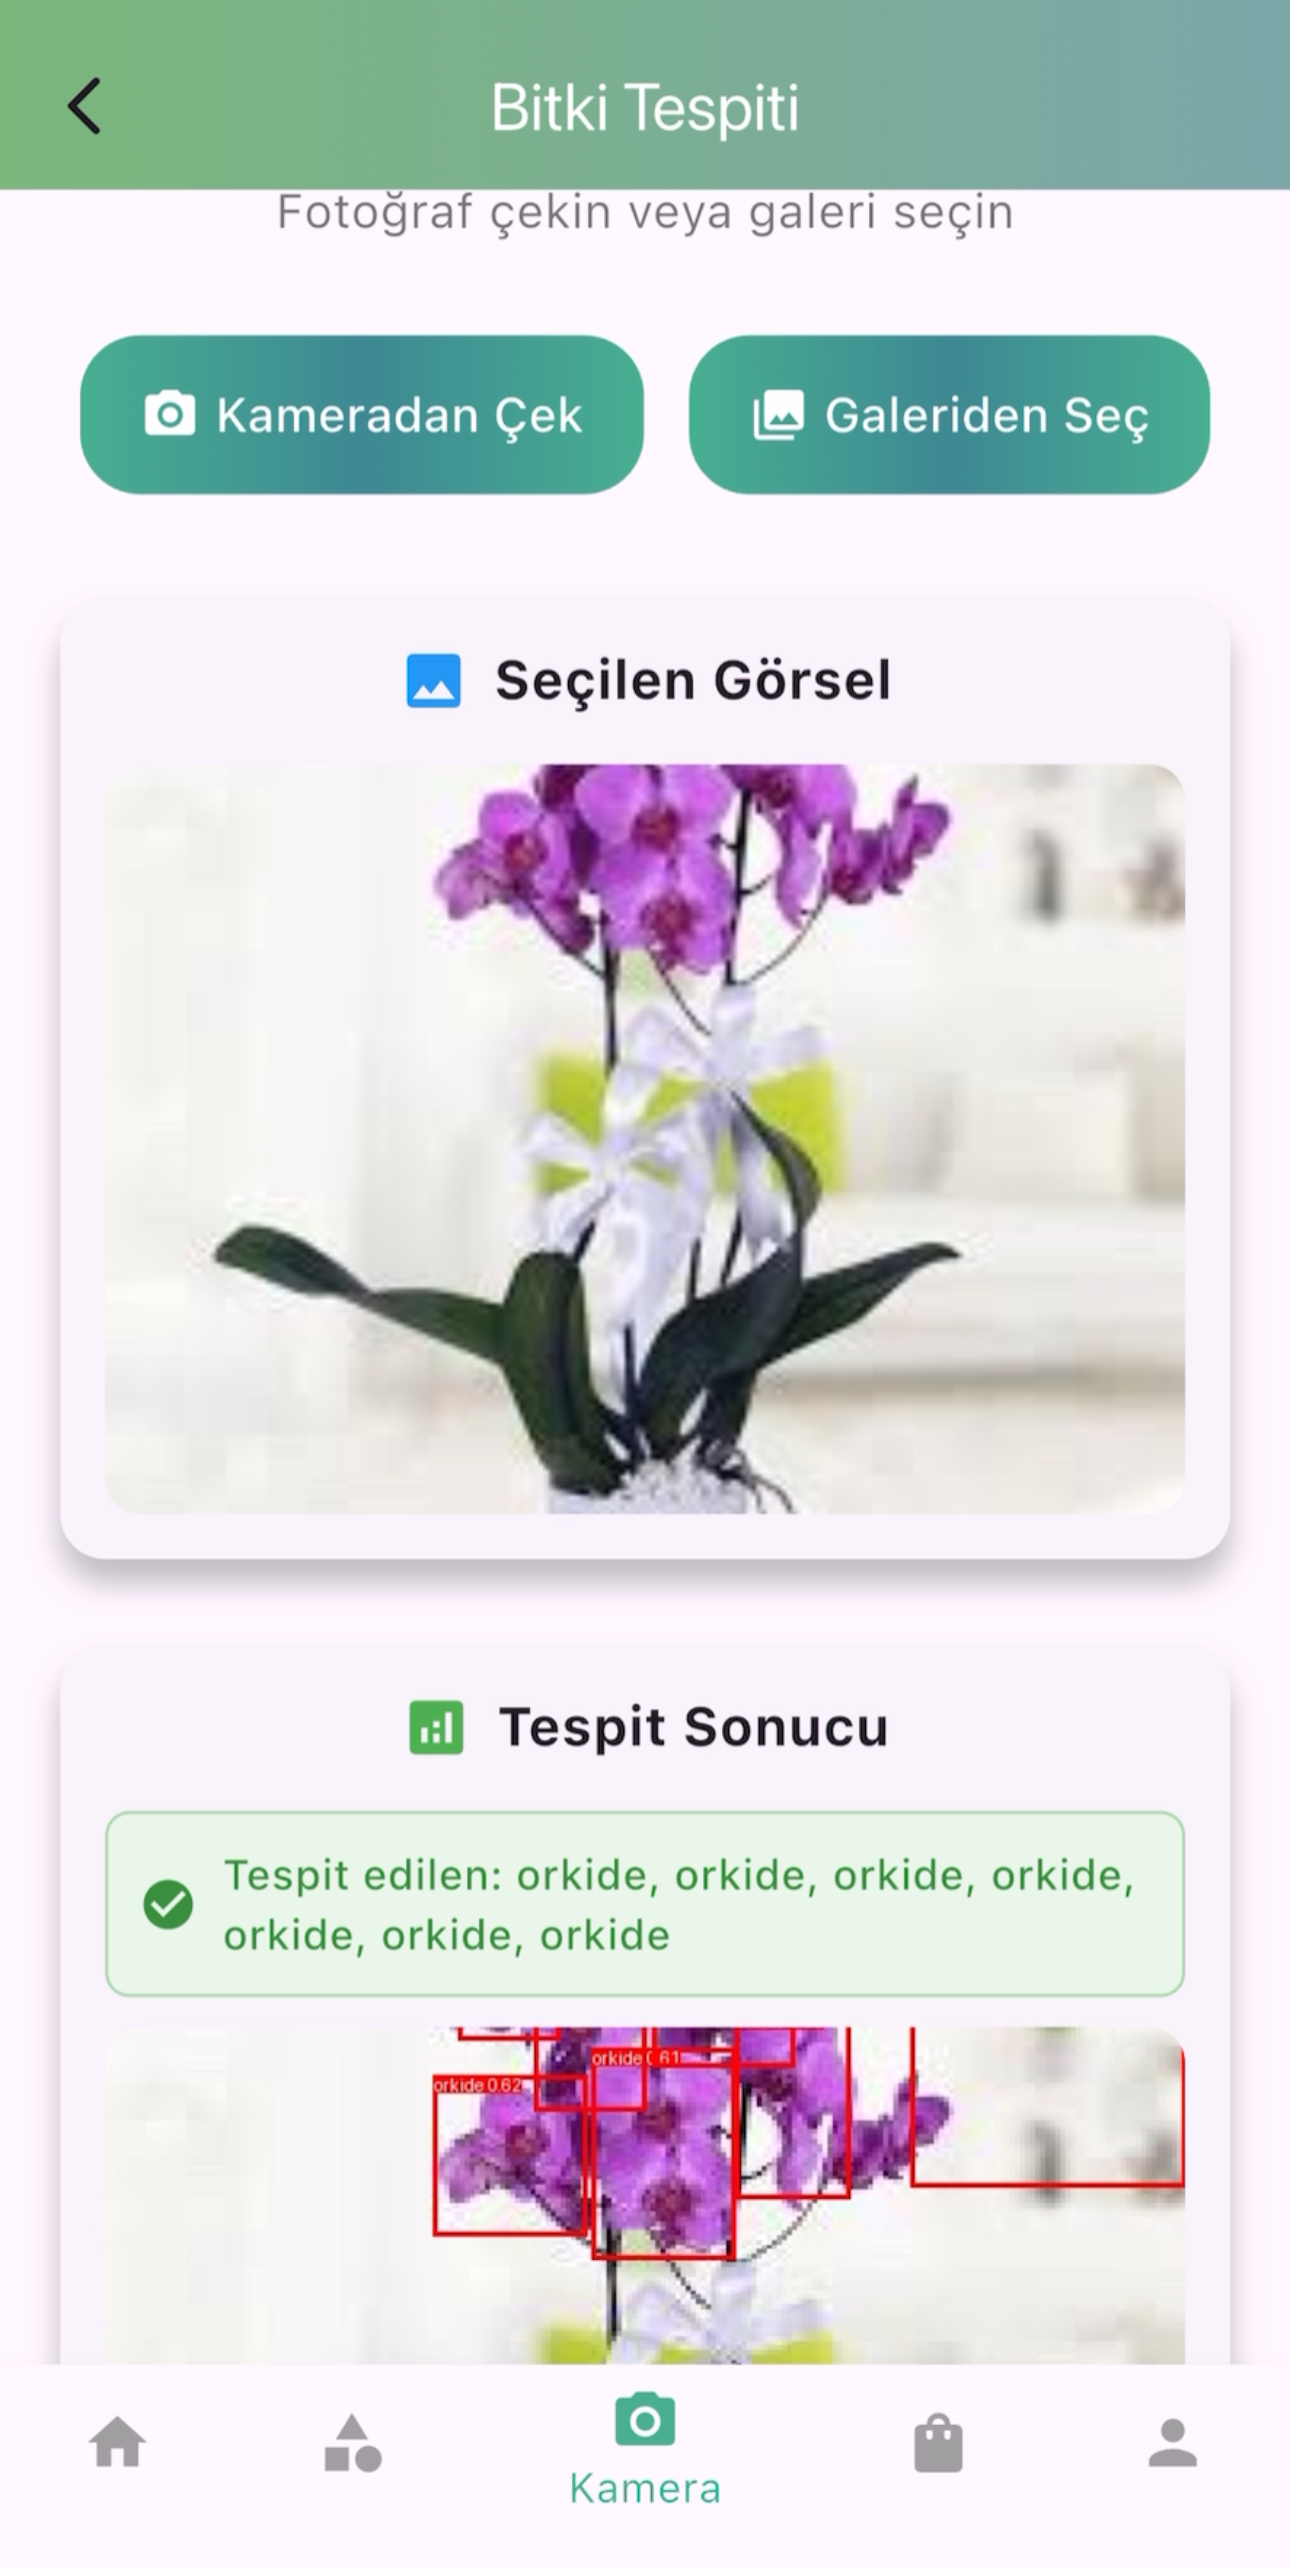 Bitki Tespiti
Fotoğraf çekin veya galeri seçin
Kameradan Çek
Galeriden Seç
Seçilen Görsel
Tespit Sonucu
Tespit edilen: orkide, orkide, orkide, orkide,
orkide, orkide, orkide
orkide 0.61
orkide 0.62
Kamera